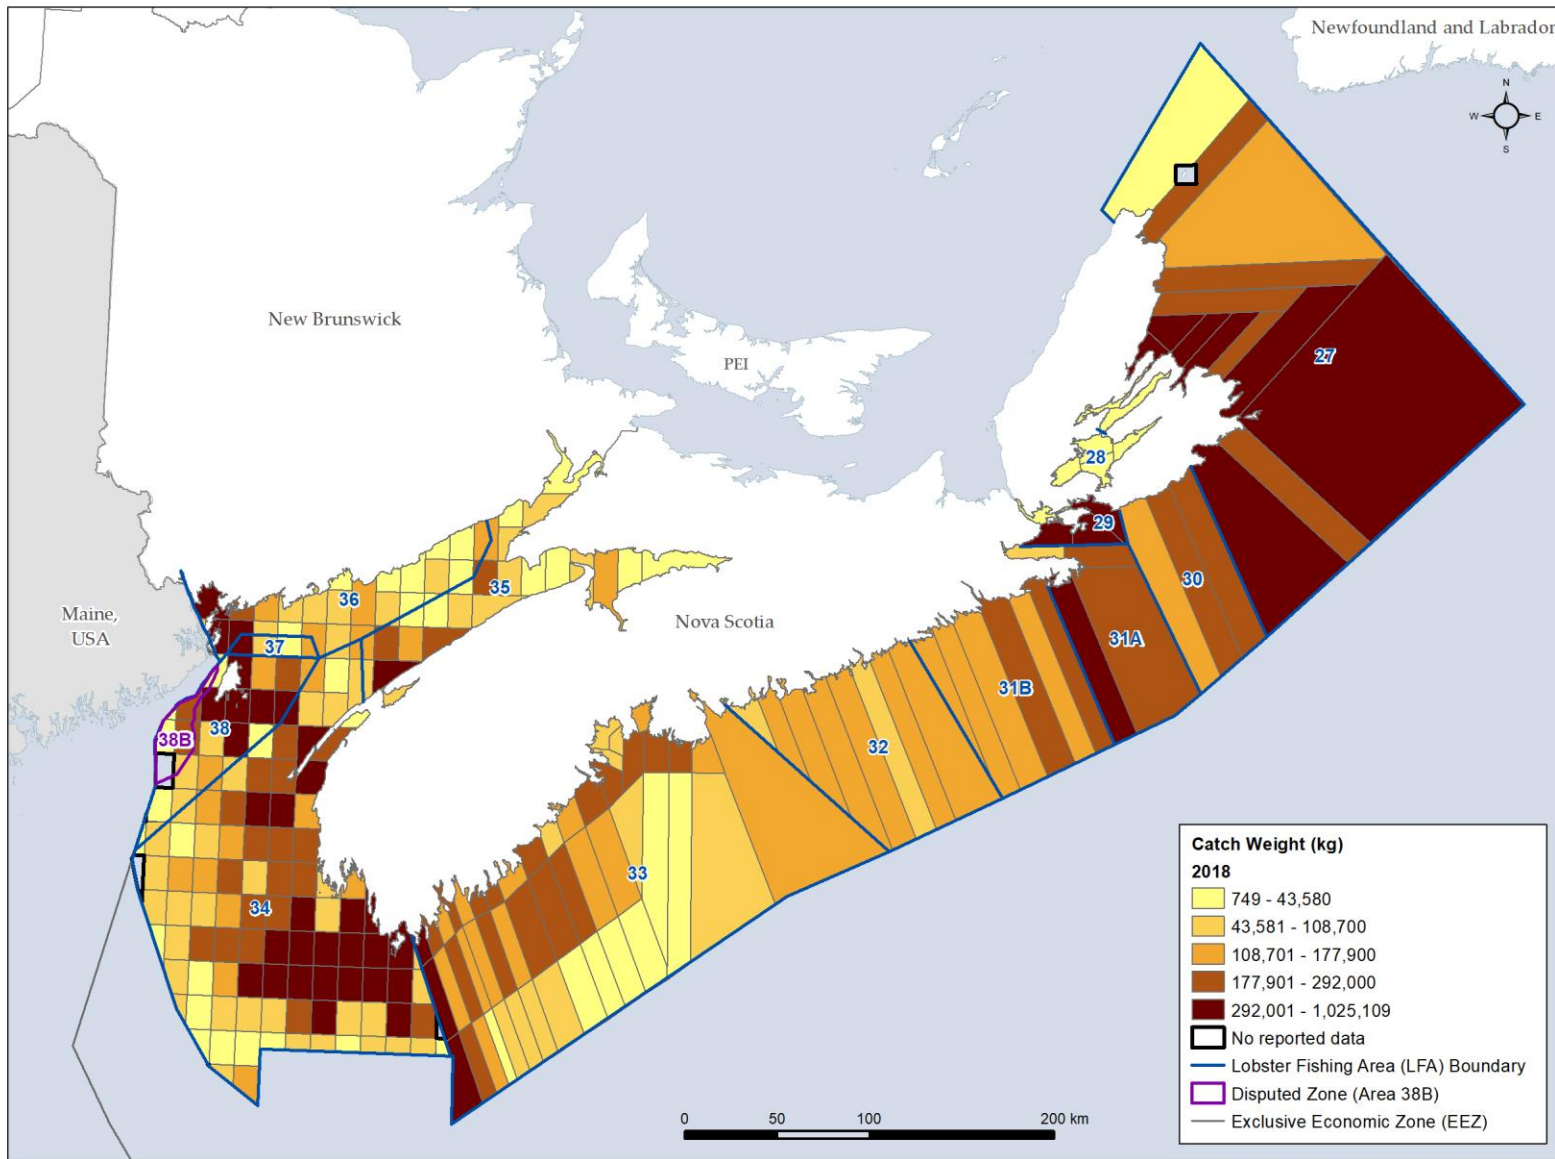 Newfoundland and Labrador
N
W E
S
New Brunswick
PEI
27
28
29
30
35
36
Nova Scotia
Maine,
USA
37
31A
31B
38
38B
32
33
34
Catch Weight (kg)
2018
749 - 43,580
43,581 - 108,700
108,701 - 177,900
177,901 - 292,000
292,001 - 1,025,109
No reported data
Lobster Fishing Area (LFA) Boundary
Disputed Zone (Area 38B)
Exclusive Economic Zone (EEZ)
0 50 100 200 km